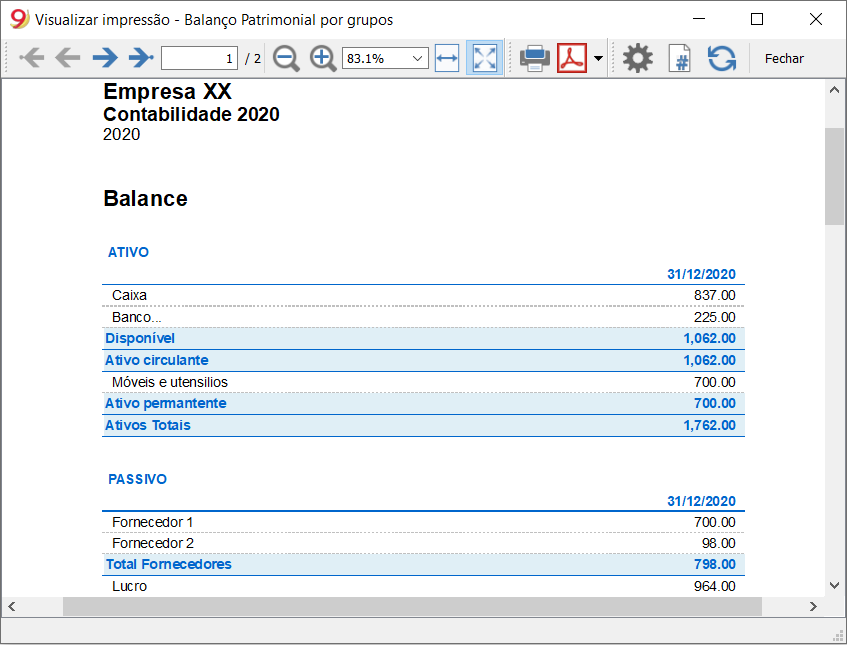 Visualizar impressão - Balanço Patrimonial por grupos
1 / 2 83.1% # Fechar
Empresa XX
Contabilidade 2020
2020
Balance
ATIVO
31/12/2020
Caixa 837.00
Banco... 225.00
Disponível 1,062.00
Ativo circulante 1,062.00
Móveis e utensilios 700.00
Ativo permantente 700.00
Ativos Totais 1,762.00
PASSIVO
31/12/2020
Fornecedor 1 700.00
Fornecedor 2 98.00
Total Fornecedores 798.00
Lucro 964.00